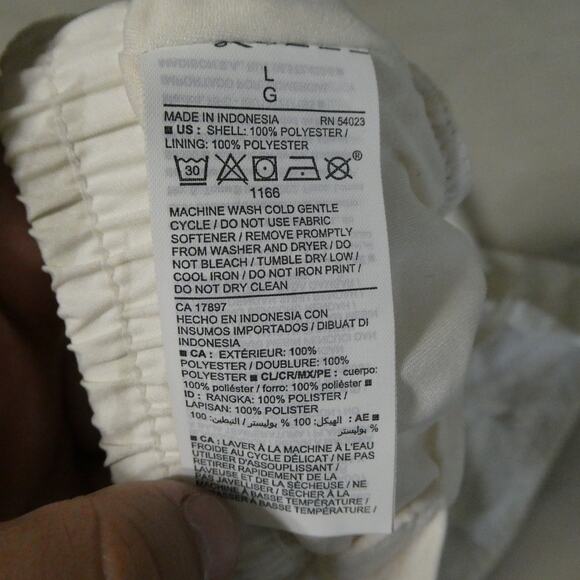 L
G
MADE IN INDONESIA RN 54023
■ US : SHELL: 100% POLYESTER /
LINING: 100% POLYESTER
30 ®
1166
MACHINE WASH COLD GENTLE
CYCLE / DO NOT USE FABRIC
SOFTENER / REMOVE PROMPTLY
FROM WASHER AND DRYER / DO
NOT BLEACH / TUMBLE DRY LOW /
COOL IRON / DO NOT IRON PRINT /
DO NOT DRY CLEAN
CA 17897
HECHO EN INDONESIA CON
INSUMOS IMPORTADOS / DIBUAT DI
INDONESIA
■ CA : EXTÉRIEUR: 100%
POLYESTER / DOUBLURE: 100%
POLYESTER ■ CL/CR/MX/PE : cuerpo:
100% poliéster / forro: 100% poliéster ■
ID : RANGKA: 100% POLISTER /
LAPISAN: 100% POLISTER
■ AE : الهيكل: 100 % بوليستر / التبطين: 100
% بوليستر
■ CA : LAVER À LA MACHINE À L'EAU
FROIDE AU CYCLE DÉLICAT / NE PAS
UTILISER D'ASSOUPLISSANT /
RETIRER RAPIDEMENT DE LA
LAVEUSE ET DE LA SÉCHEUSE / NE
PAS JAVELLISER / SÉCHER À LA
MACHINE À BASSE TEMPÉRATURE /
À BASSE TEMPÉRATURE /